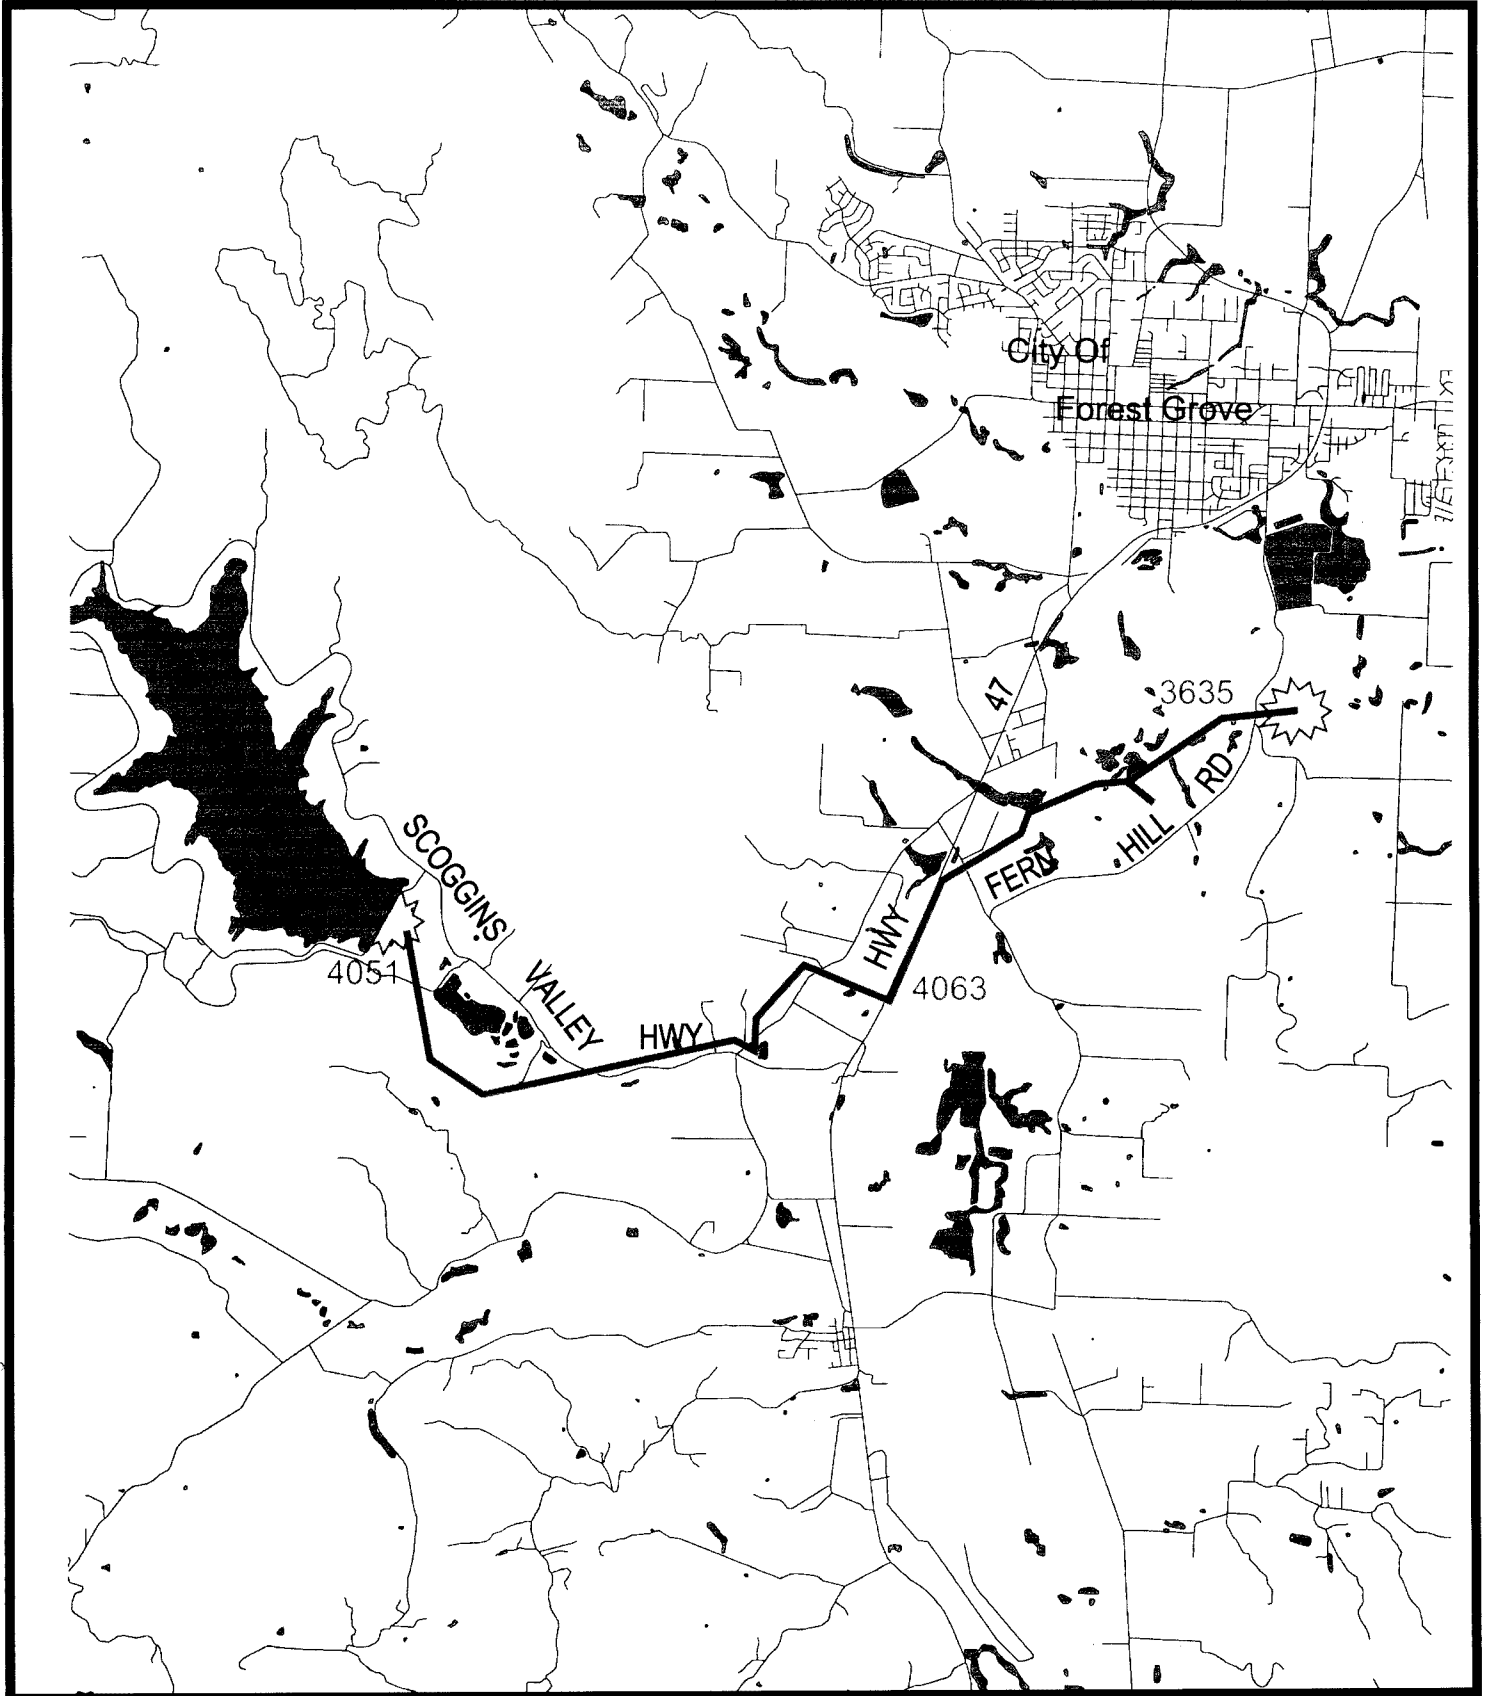 City Of
Forest Grove
47
3635
HWY
FERN
HILL
RD
SCOGGINS
VALLEY
HWY
4051
4063